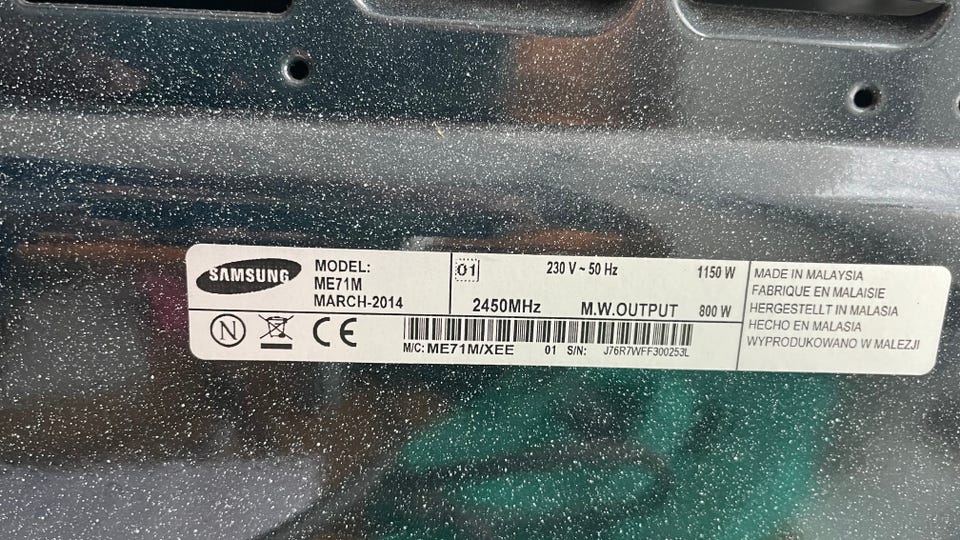 SAMSUNG
MODEL:
ME71M
MARCH-2014
01
230 V ~ 50 Hz
1150 W
2450MHz
M.W.OUTPUT
800 W
N
CE
M/C: ME71M/XEE
01 S/N: J76R7WFF300253L
MADE IN MALAYSIA
FABRIQUE EN MALAISIE
HERGESTELLT IN MALASIA
HECHO EN MALASIA
WYPRODUKOWANO W MALEZJI